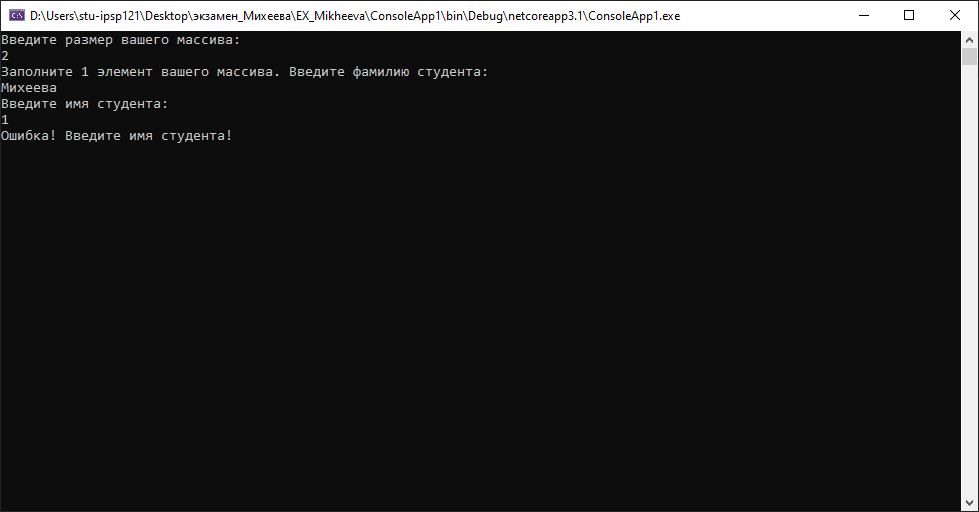 D:\Users\stu-ipsp121\Desktop\экзамен_Михеева\EX_Mikheeva\ConsoleApp1\bin\Debug\netcoreapp3.1\ConsoleApp1.exe
Введите размер вашего массива:
2
Заполните 1 элемент вашего массива. Введите фамилию студента:
Михеева
Введите имя студента:
1
Ошибка! Введите имя студента!